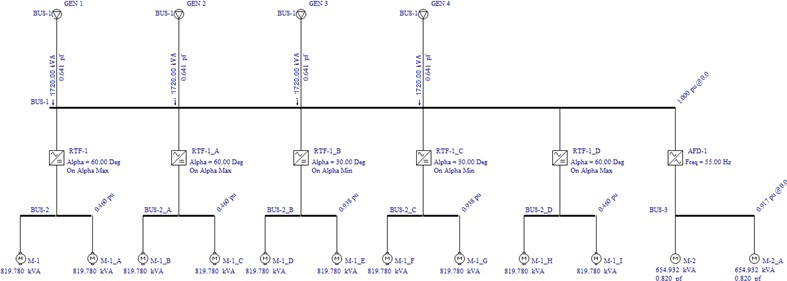 GEN 1
GEN 2
GEN 3
GEN 4
BUS-1
BUS-1
BUS-1
BUS-1
1720.00 kVA
0.641 pf
1720.00 kVA
0.641 pf
1720.00 kVA
0.641 pf
1720.00 kVA
0.641 pf
BUS-1
1.000 pu @0.0
RTF-1
Alpha = 60.00 Deg
On Alpha Max
RTF-1_A
Alpha = 60.00 Deg
On Alpha Max
RTF-1_B
Alpha = 30.00 Deg
On Alpha Min
RTF-1_C
Alpha = 30.00 Deg
On Alpha Min
RTF-1_D
Alpha = 60.00 Deg
On Alpha Max
AFD-1
Freq = 55.00 Hz
BUS-2
0.460 pu
BUS-2_A
0.460 pu
BUS-2_B
0.938 pu
BUS-2_C
0.938 pu
BUS-2_D
0.460 pu
BUS-3
0.917 pu @0.0
M
M-1
819.780 kVA
M
M-1_A
819.780 kVA
M
M-1_B
819.780 kVA
M
M-1_C
819.780 kVA
M
M-1_D
819.780 kVA
M
M-1_E
819.780 kVA
M
M-1_F
819.780 kVA
M
M-1_G
819.780 kVA
M
M-1_H
819.780 kVA
M
M-1_I
819.780 kVA
M
M-2
654.932 kVA
0.820 pf
M
M-2_A
654.932 kVA
0.820 pf